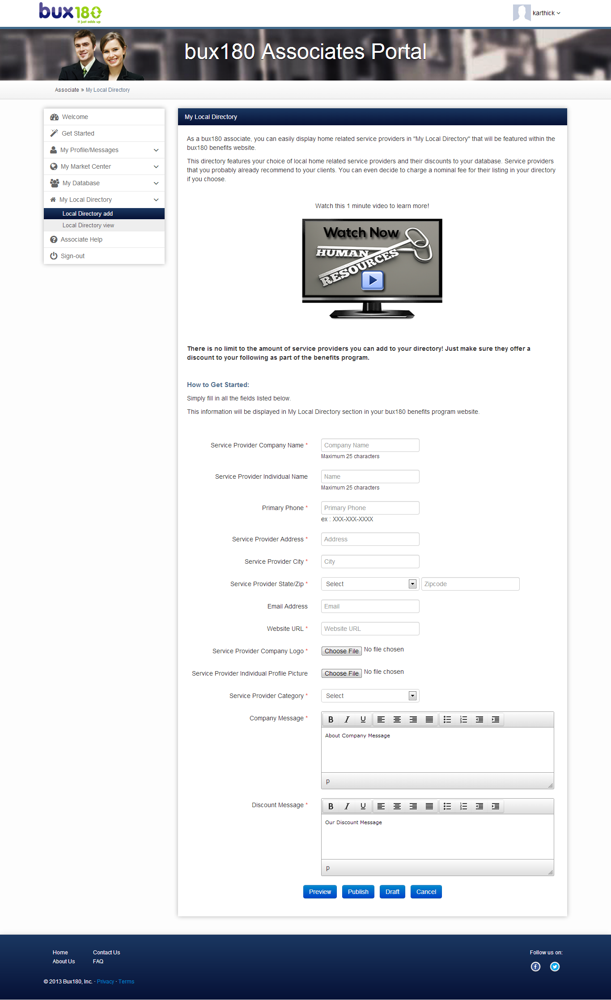 bux180
it just adds up
karthick
bux180 Associates Portal
Associate » My Local Directory
Welcome
Get Started
My Profile/Messages
My Market Center
My Database
My Local Directory
Local Directory add
Local Directory view
Associate Help
Sign-out
My Local Directory
As a bux180 associate, you can easily display home related service providers in "My Local Directory" that will be featured within the
bux180 benefits website.
This directory features your choice of local home related service providers and their discounts to your database. Service providers
that you probably already recommend to your clients. You can even decide to charge a nominal fee for their listing in your directory
if you choose.
Watch this 1 minute video to learn more!
Watch Now
HUMAN
RESOURCES
There is no limit to the amount of service providers you can add to your directory! Just make sure they offer a
discount to your following as part of the benefits program.
How to Get Started:
Simply fill in all the fields listed below.
This information will be displayed in My Local Directory section in your bux180 benefits program website.
Service Provider Company Name * Company Name
Maximum 25 characters
Service Provider Individual Name Name
Maximum 25 characters
Primary Phone * Primary Phone
ex : XXX-XXX-XXXX
Service Provider Address * Address
Service Provider City * City
Service Provider State/Zip * Select Zipcode
Email Address Email
Website URL * Website URL
Service Provider Company Logo * Choose File No file chosen
Service Provider Individual Profile Picture Choose File No file chosen
Service Provider Category * Select
Company Message * B I U
About Company Message
p
Discount Message * B I U
Our Discount Message
p
Preview Publish Draft Cancel
Home Contact Us Follow us on:
About Us FAQ
© 2013 Bux180, Inc. · Privacy · Terms